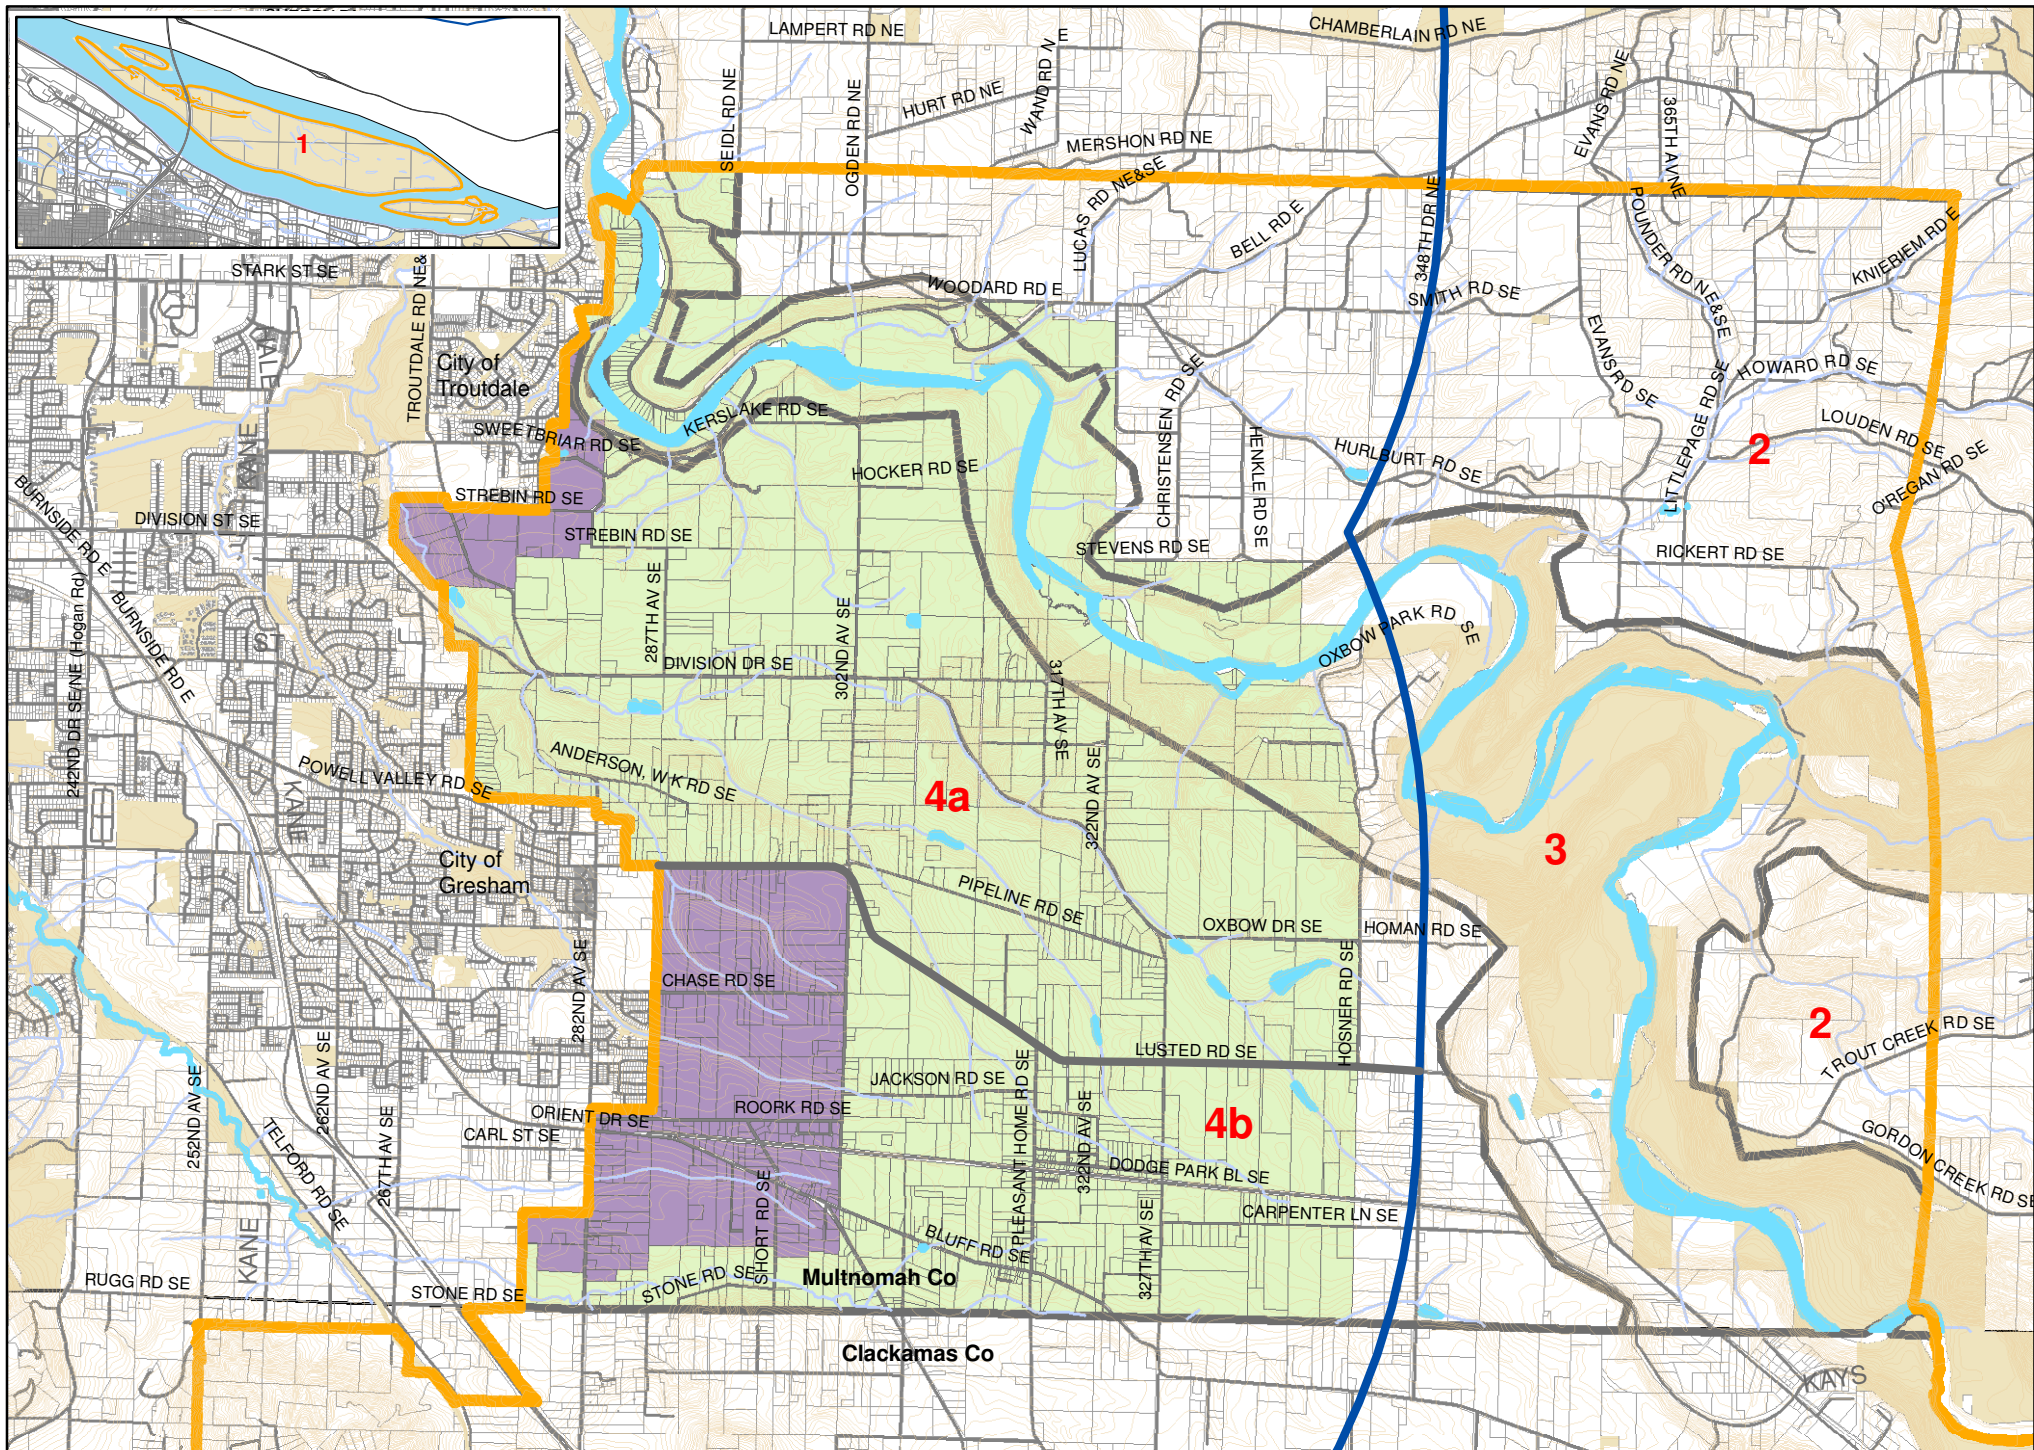 LAMPERT RD NE
CHAMBERLAIN RD NE
SEIDL RD NE
OGDEN RD NE
HURT RD NE
WAND RD N E
MERSHON RD NE
EVANS RD NE
365TH AV NE
1
LUCAS RD NE&SE
BELL RD E
348TH DR NE
POUNDER RD NE&SE
KNIERIEM RD E
STARK ST SE
TROUTDALE RD NE&
WOODARD RD E
SMITH RD SE
KANE
City of
Troutdale
EVANS RD SE
HOWARD RD SE
LITTLEPAGE RD SE
LOUDEN RD SE
2
O'REGAN RD SE
SWEETBRIAR RD SE
KERSLAKE RD SE
CHRISTENSEN RD SE
HENKLE RD SE
HURLBURT RD SE
HOCKER RD SE
BURNSIDE RD E
STREBIN RD SE
DIVISION ST SE
STREBIN RD SE
STEVENS RD SE
RICKERT RD SE
242ND DR SE/NE (Hogan Rd)
BURNSIDE RD E
ST
287TH AV SE
302ND AV SE
OXBOW PARK RD SE
DIVISION DR SE
317TH AV SE
POWELL VALLEY RD SE
ANDERSON, W K RD SE
KANE
4a
322ND AV SE
3
City of
Gresham
PIPELINE RD SE
OXBOW DR SE
HOMAN RD SE
282ND AV SE
CHASE RD SE
HOSNER RD SE
2
TROUT CREEK RD SE
LUSTED RD SE
252ND AV SE
262ND AV SE
JACKSON RD SE
PLEASANT HOME RD SE
ROORK RD SE
ORIENT DR SE
CARL ST SE
267TH AV SE
TELFORD RD SE
322ND AV SE
4b
GORDON CREEK RD SE
DODGE PARK BL SE
SHORT RD SE
CARPENTER LN SE
BLUFF RD SE
327TH AV SE
KANE
RUGG RD SE
STONE RD SE
STONE RD SE
Multnomah Co
Clackamas Co
KAYS